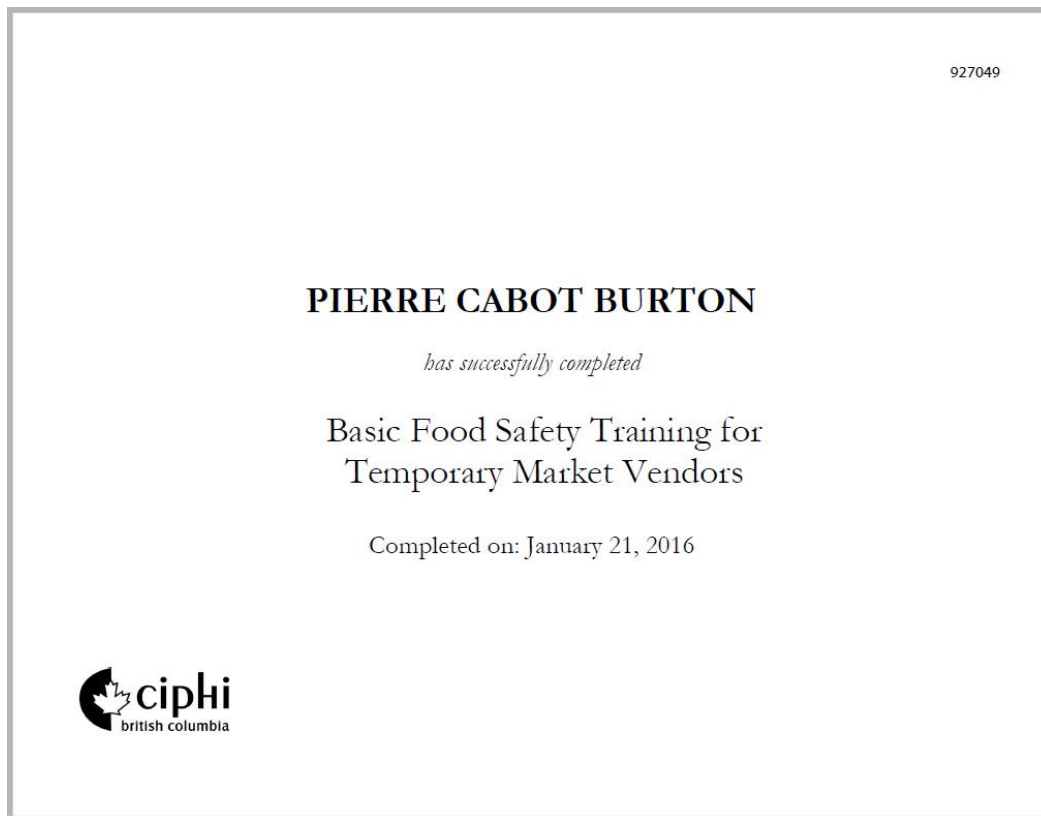 927049
PIERRE CABOT BURTON
has successfully completed
Basic Food Safety Training for
Temporary Market Vendors
Completed on: January 21, 2016
ciphi
british columbia